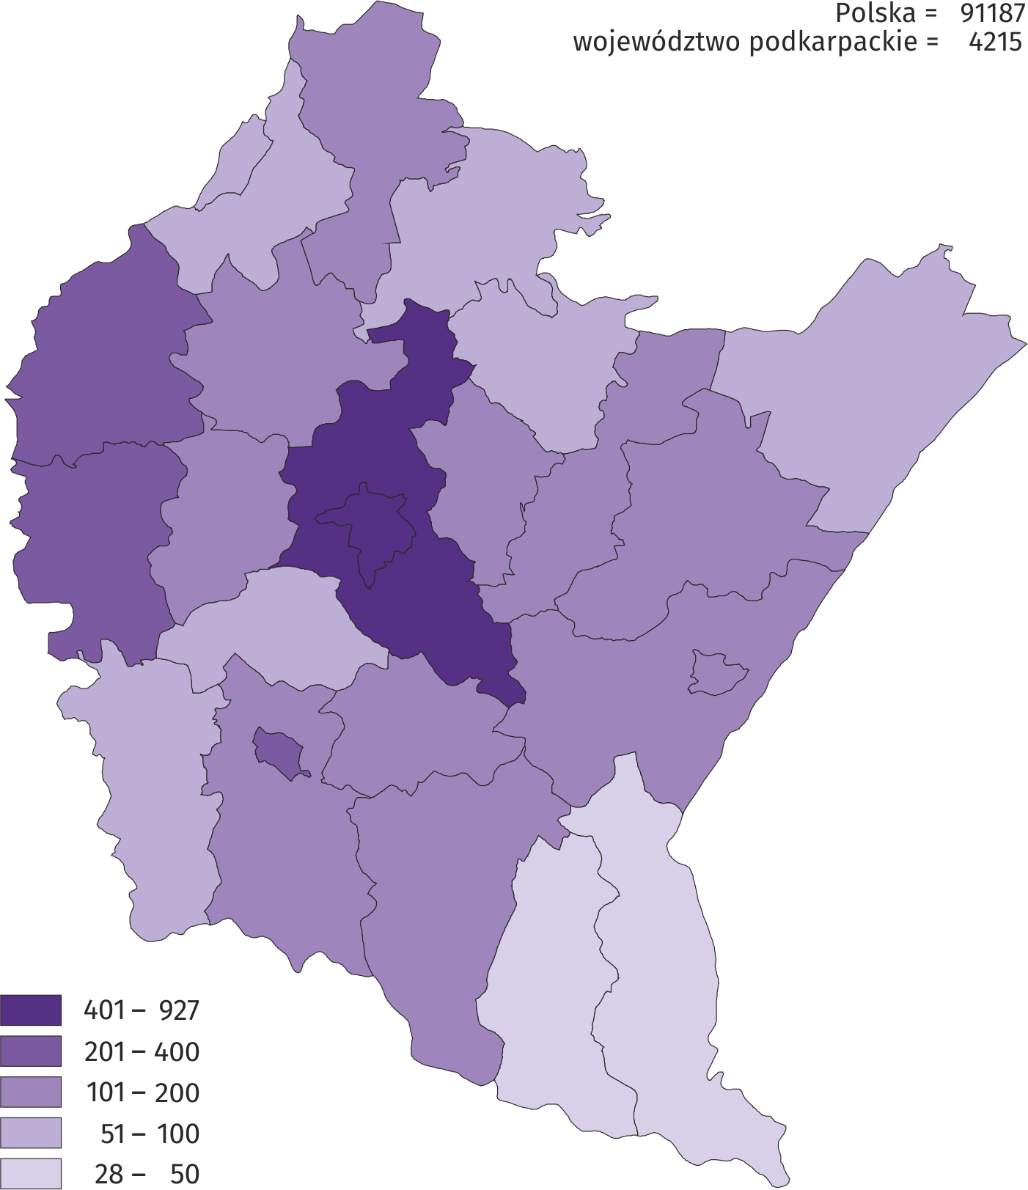 Polska = 91187
województwo podkarpackie = 4215
401 – 927
201 – 400
101 – 200
51 – 100
28 – 50